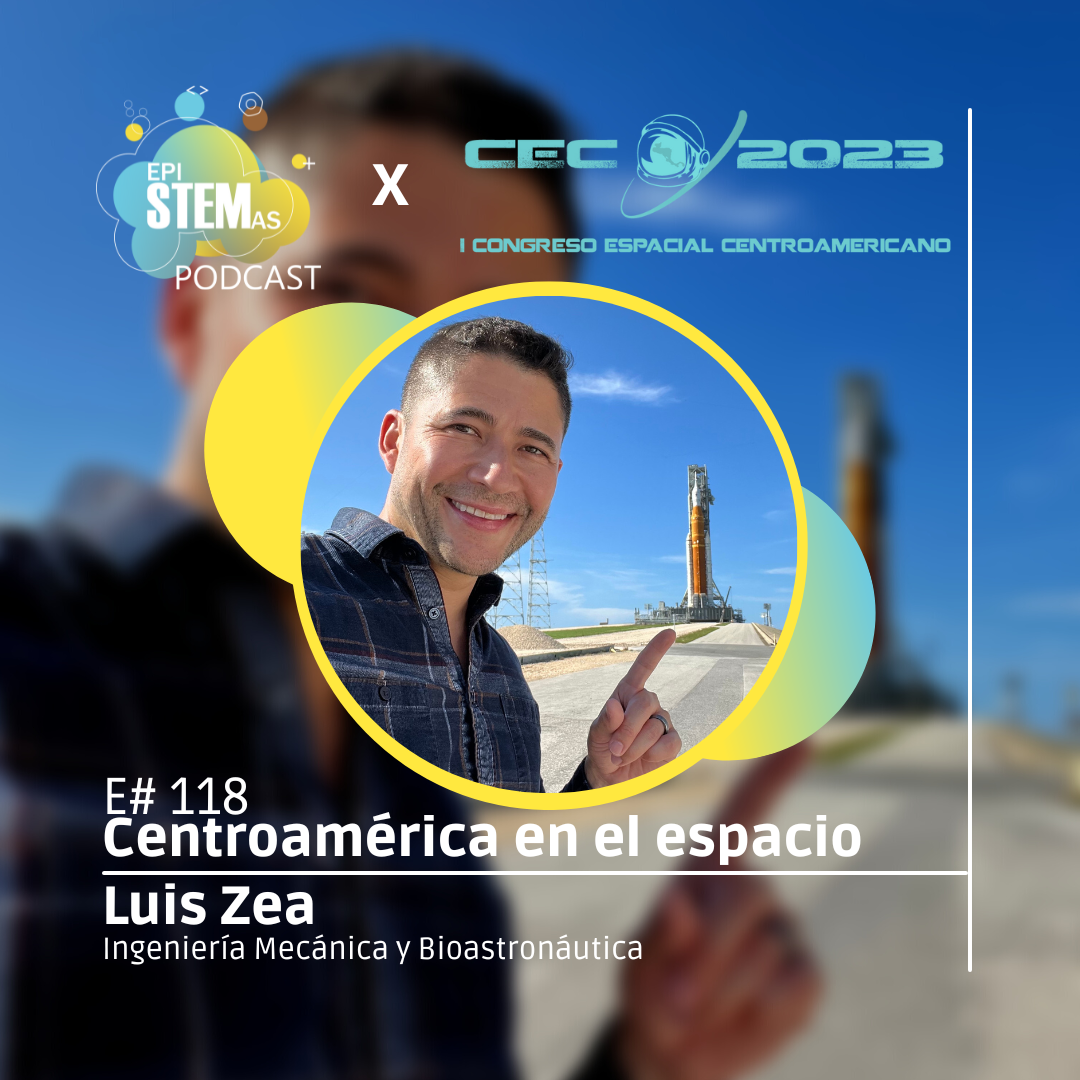 EPI
STEMAS
PODCAST
X
CEC 2023
I CONGRESO ESPACIAL CENTROAMERICANO
E# 118
Centroamérica en el espacio
Luis Zea
Ingeniería Mecánica y Bioastronáutica